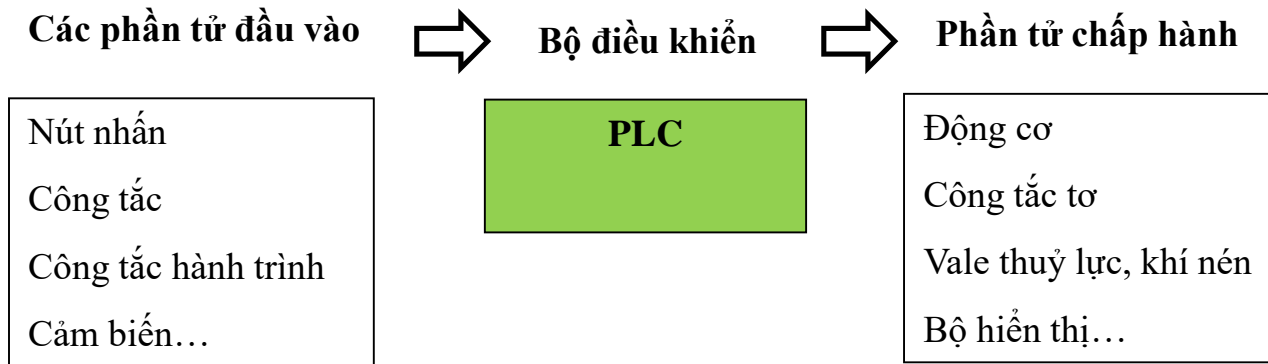 Các phần tử đầu vào
Bộ điều khiển
Phần tử chấp hành
Nút nhấn
Công tắc
Công tắc hành trình
Cảm biến…
PLC
Động cơ
Công tắc tơ
Vale thuỷ lực, khí nén
Bộ hiển thị…